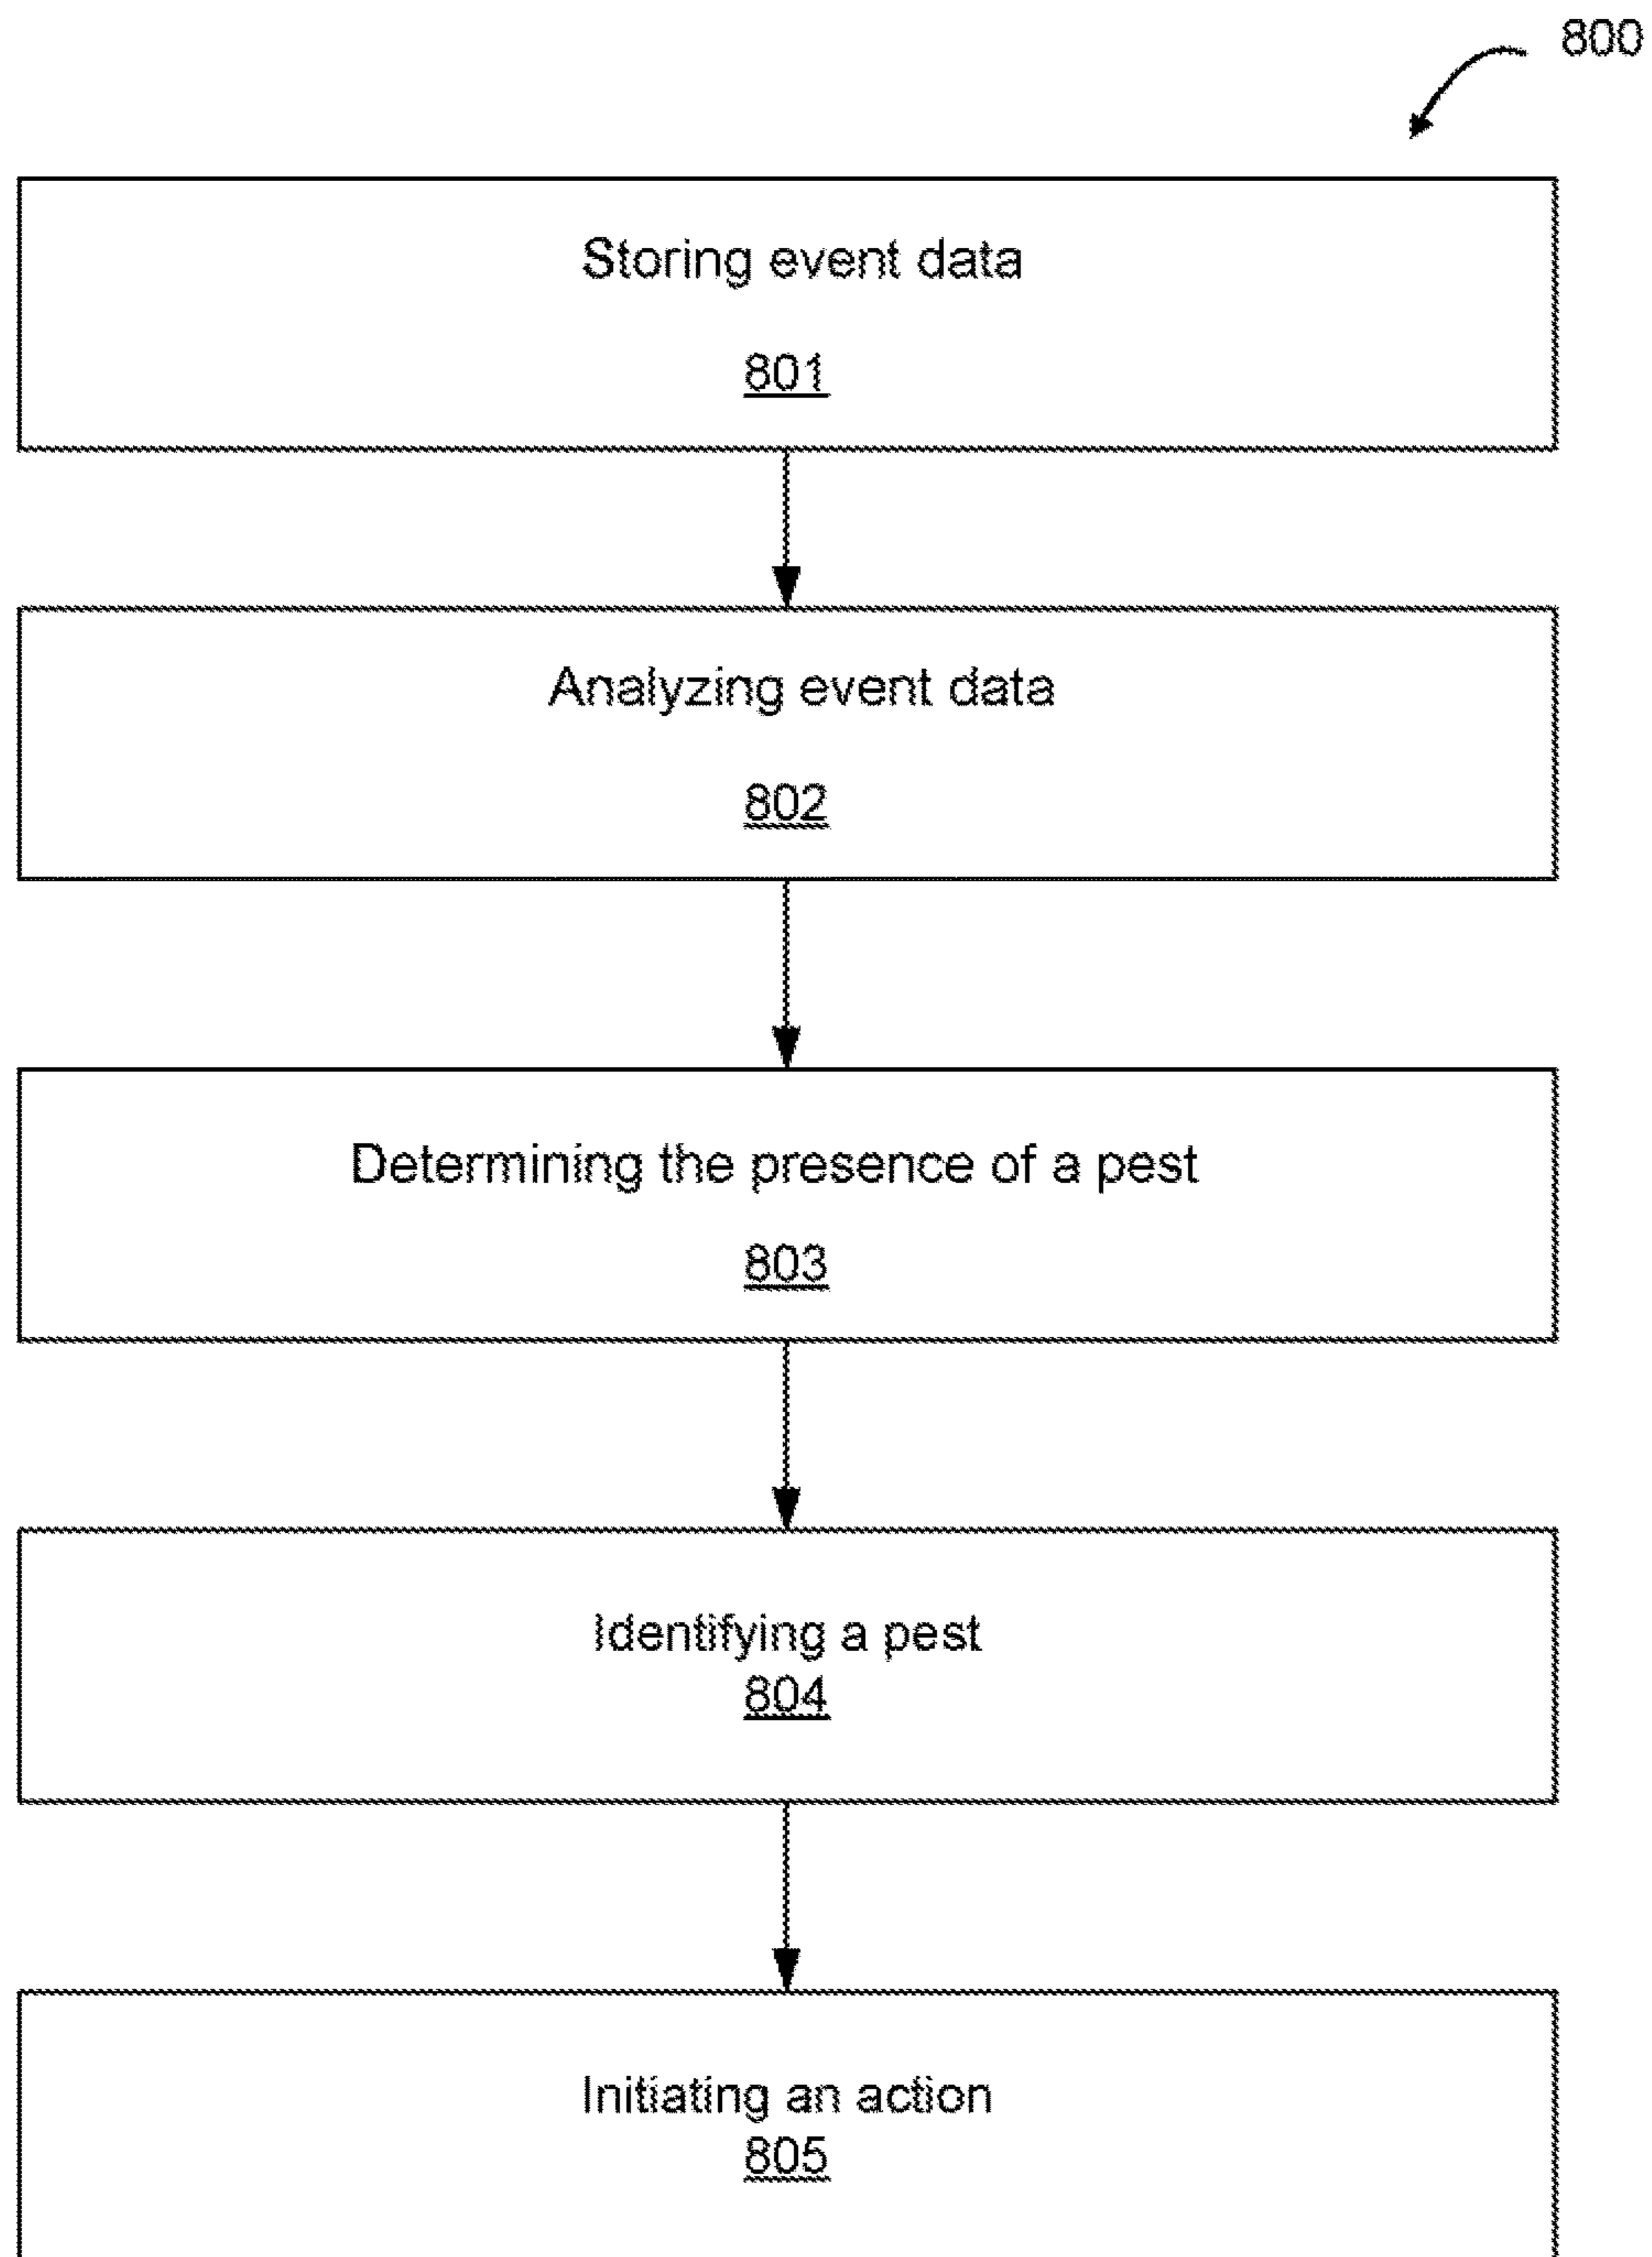 800
Storing event data
801
Analyzing event data
802
Determining the presence of a pest
803
Identifying a pest
804
Initiating an action
805